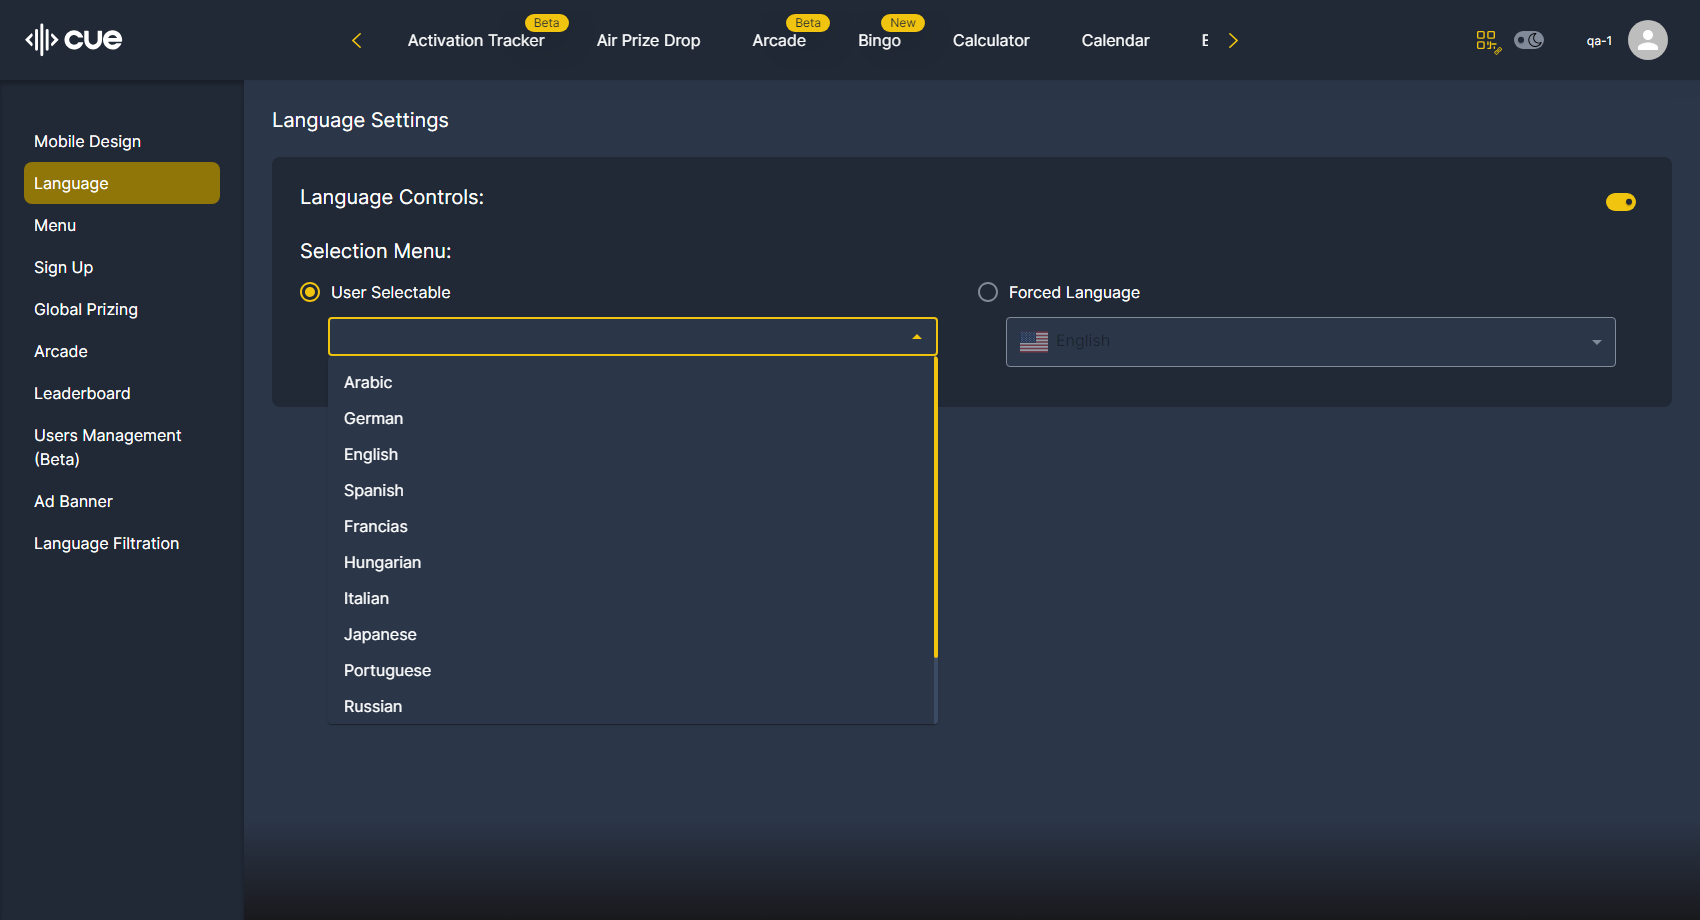 cue
Activation Tracker
Beta
Air Prize Drop
Arcade
Beta
Bingo
New
Calculator
Calendar
qa-1
Mobile Design
Language
Menu
Sign Up
Global Prizing
Arcade
Leaderboard
Users Management
(Beta)
Ad Banner
Language Filtration
Language Settings
Language Controls:
Selection Menu:
User Selectable
Arabic
German
English
Spanish
Francias
Hungarian
Italian
Japanese
Portuguese
Russian
Forced Language
English